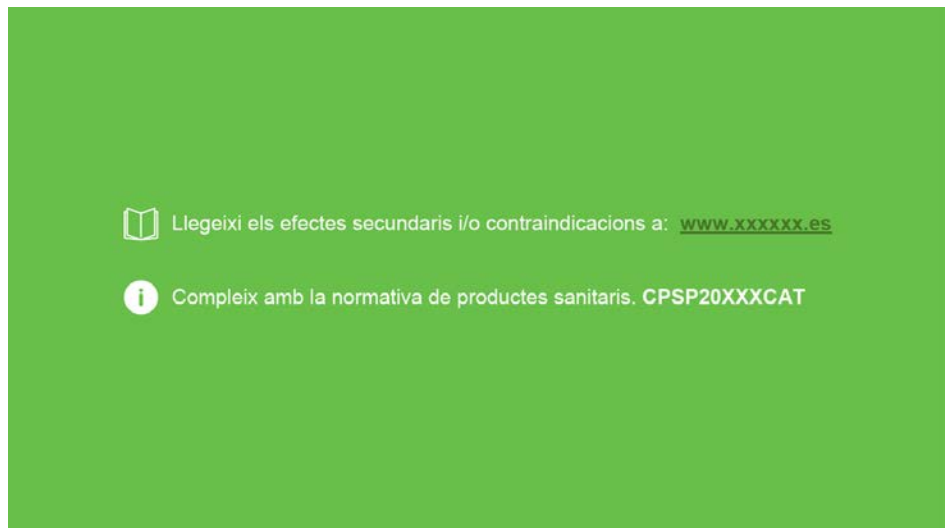 Llegeixi els efectes secundaris i/o contraindicacions a: www.xxxxxx.es
Compleix amb la normativa de productes sanitaris. CPSP20XXXCAT